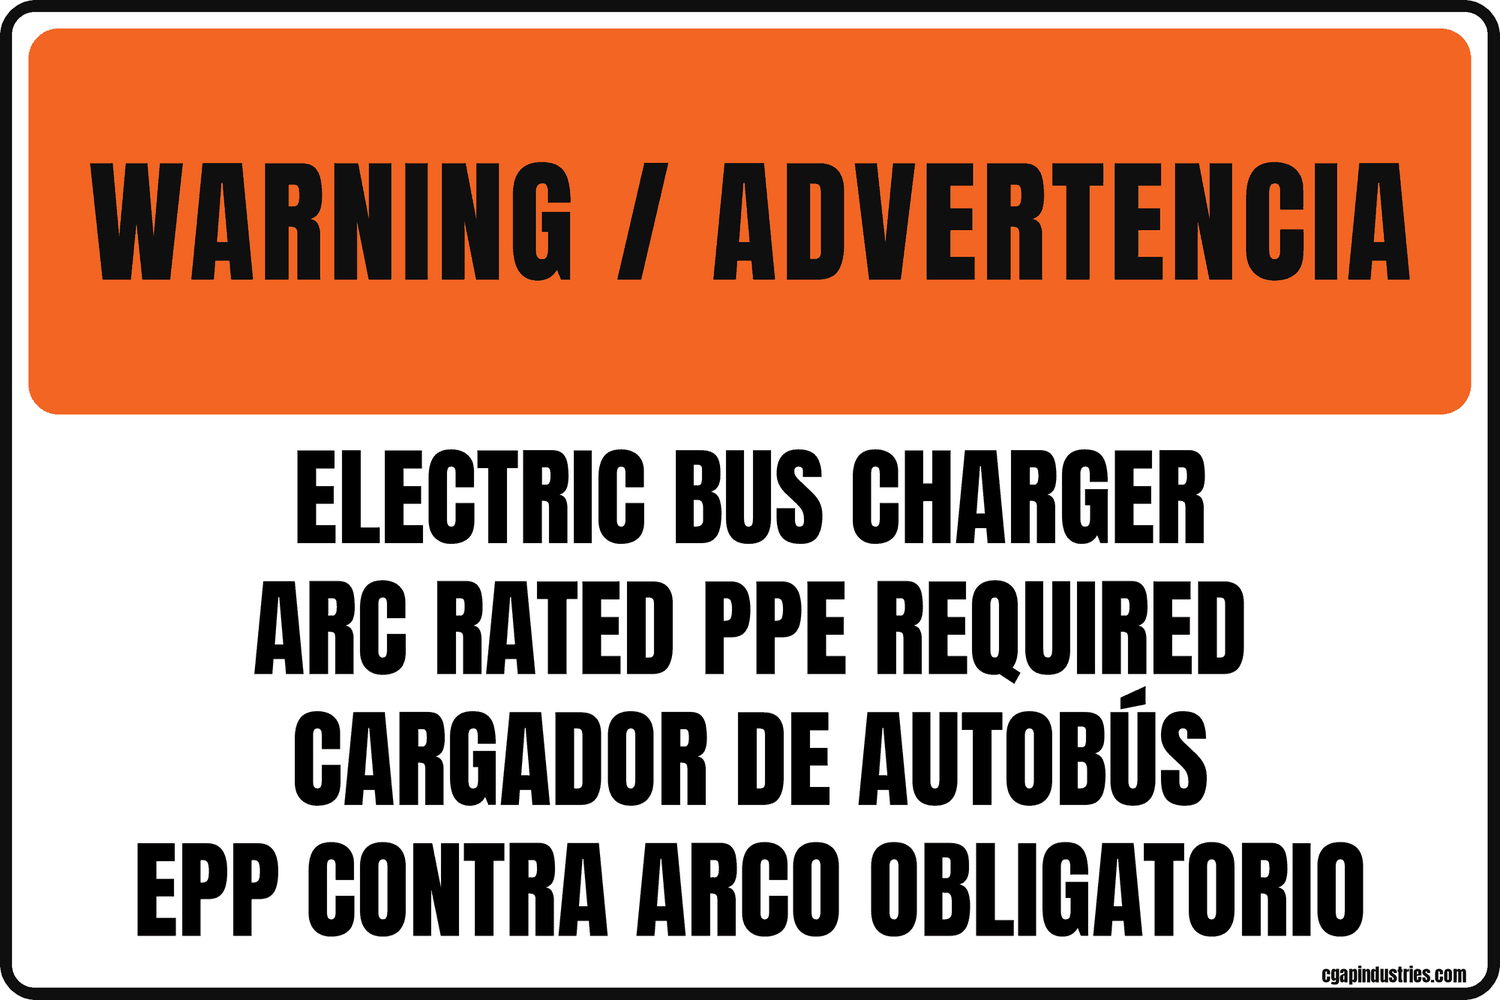 WARNING / ADVERTENCIA
ELECTRIC BUS CHARGER
ARC RATED PPE REQUIRED
CARGADOR DE AUTOBÚS
EPP CONTRA ARCO OBLIGATORIO
cgapindustries.com